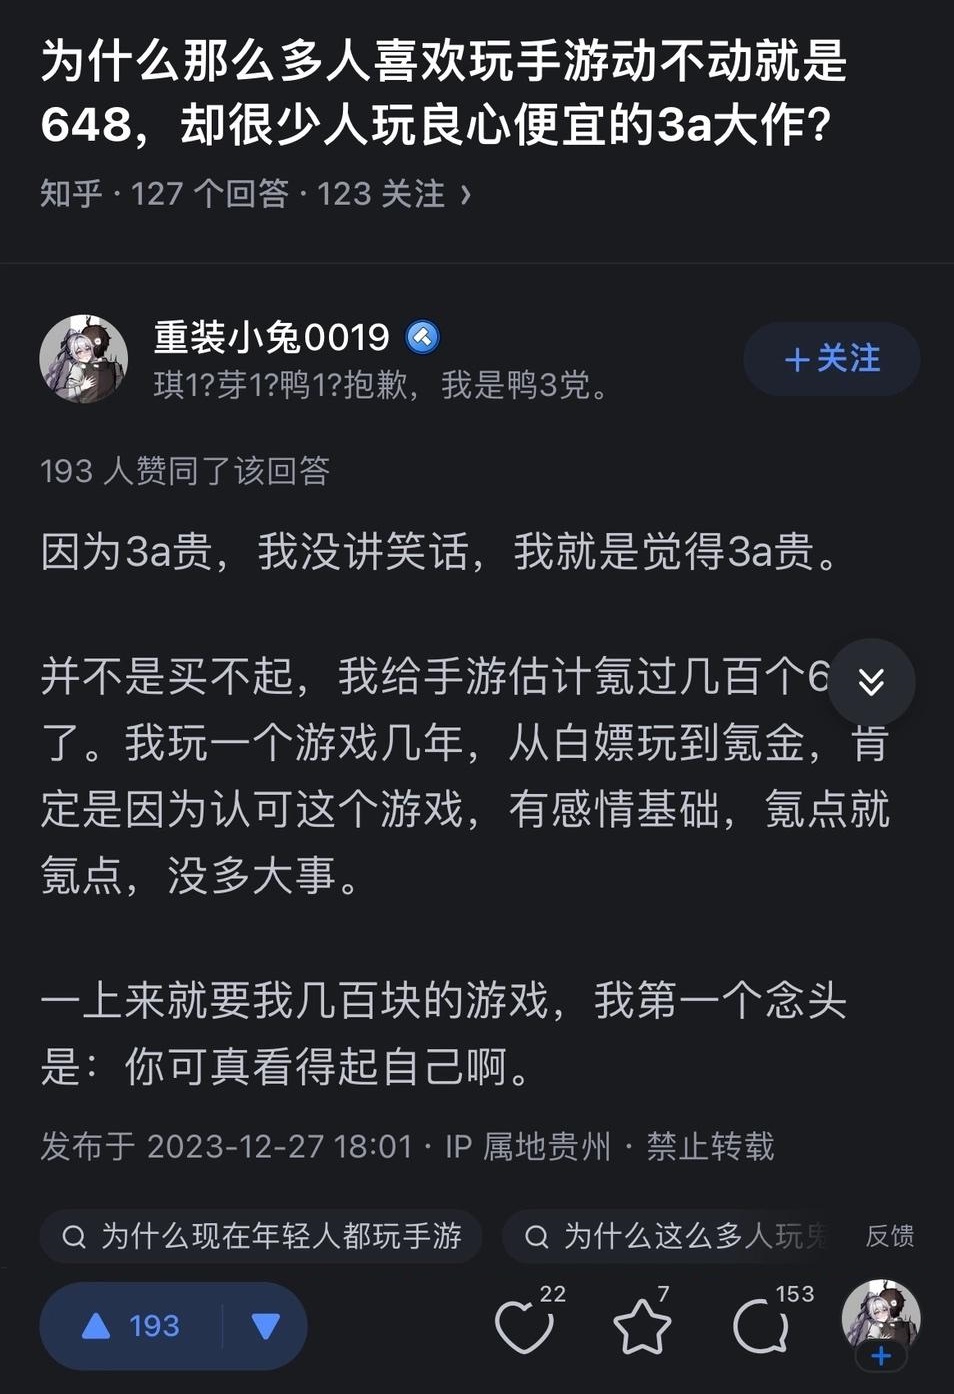 为什么那么多人喜欢玩手游动不动就是
648，却很少人玩良心便宜的3a大作?
知乎 · 127 个回答 · 123 关注 ›
重装小兔0019
琪1?芽1?鸭1?抱歉，我是鸭3党。
+关注
193 人赞同了该回答
因为3a贵，我没讲笑话，我就是觉得3a贵。
并不是买不起，我给手游估计氪过几百个6
了。我玩一个游戏几年，从白嫖玩到氪金，肯
定是因为认可这个游戏，有感情基础，氪点就
氪点，没多大事。
一上来就要我几百块的游戏，我第一个念头
是：你可真看得起自己啊。
发布于 2023-12-27 18:01 · IP 属地贵州 · 禁止转载
为什么现在年轻人都玩手游
为什么这么多人玩
反馈
193
22
7
153